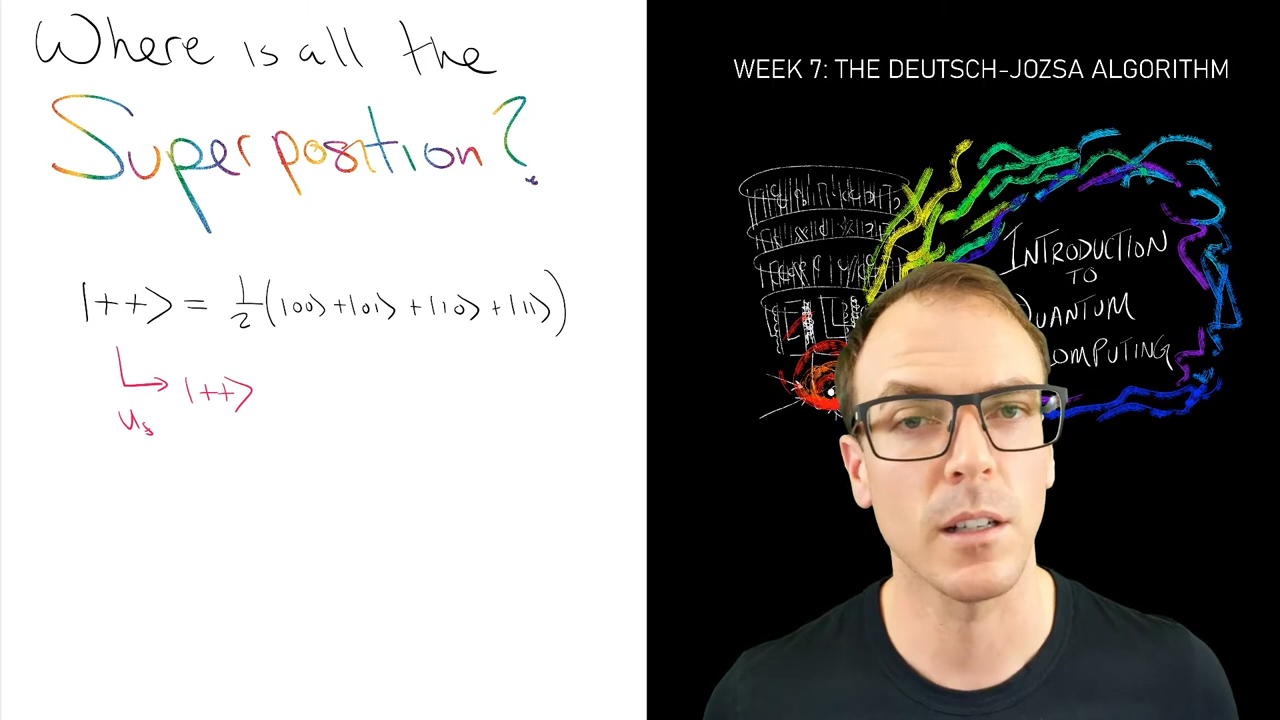 Where is all the
Superposition?
|++> = 1/2 (|00> + |01> + |10> + |11>)
|++>
U_f
WEEK 7: THE DEUTSCH-JOZSA ALGORITHM
INTRODUCTION
TO
QUANTUM
COMPUTING